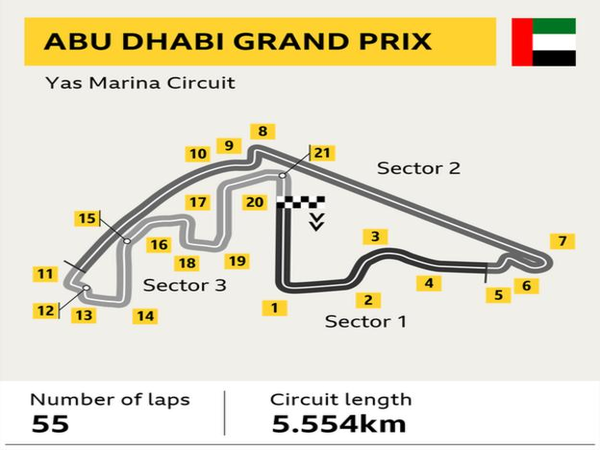 ABU DHABI GRAND PRIX
Yas Marina Circuit
8
9
10
21
Sector 2
17
20
15
16
3
7
18
19
11
Sector 3
4
6
5
12
13
14
1
2
Sector 1
Number of laps
55
Circuit length
5.554km